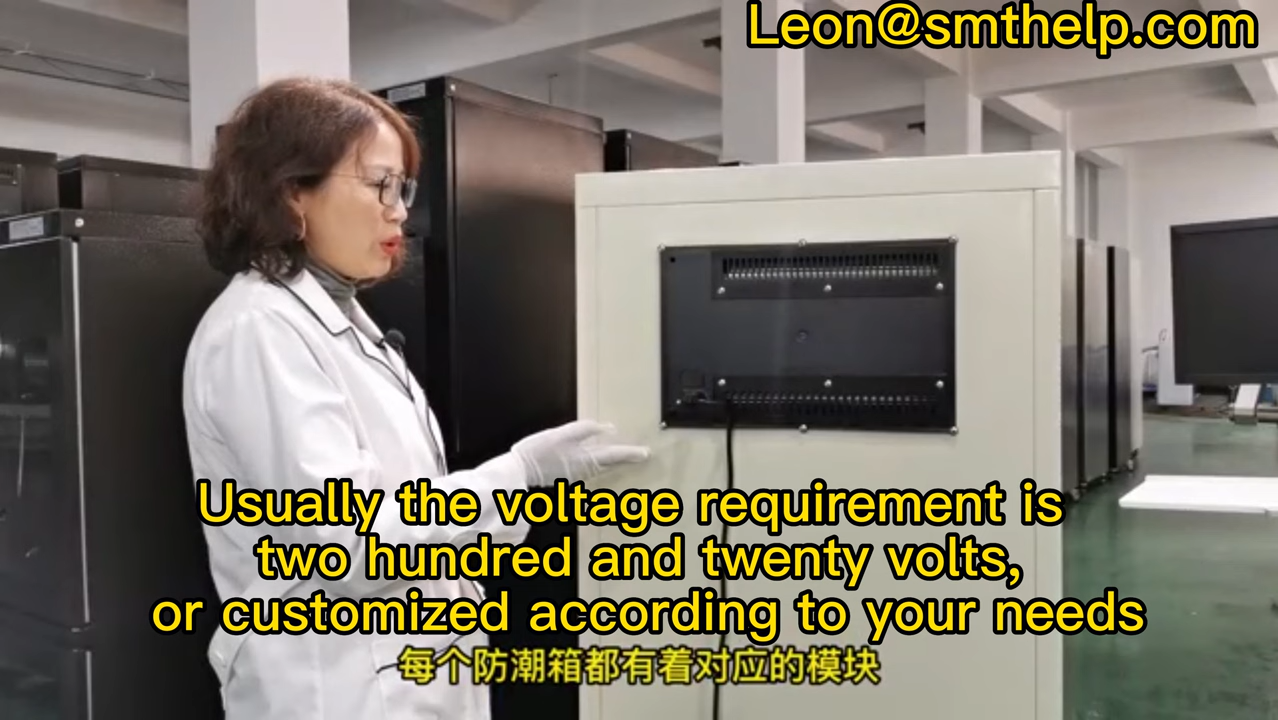 Leon@smthelp.com
Usually the voltage requirement is
two hundred and twenty volts,
or customized according to your needs
每个防潮箱都有着对应的模块